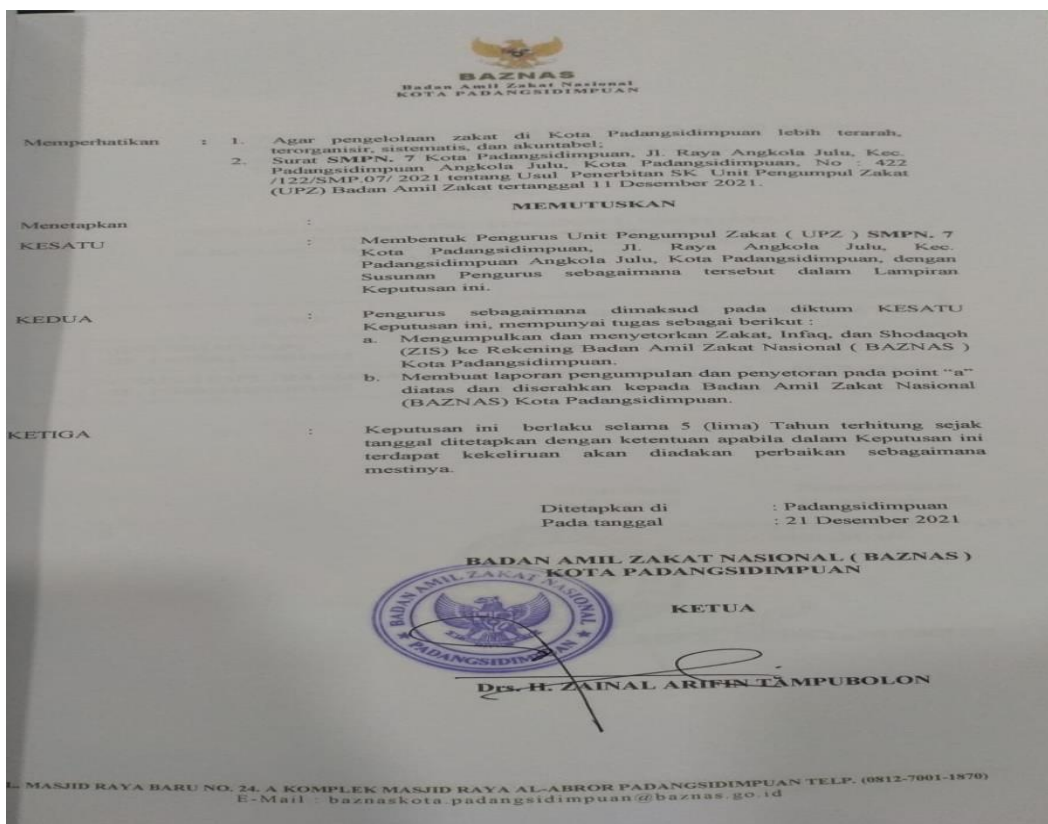 BAZNAS
Badan Amil Zakat Nasional
KOTA PADANGSIDIMPUAN
Memperhatikan : 1. Agar pengelolaan zakat di Kota Padangsidimpuan lebih terarah,
terorganisir, sistematis, dan akuntabel;
2. Surat SMPN. 7 Kota Padangsidimpuan, Jl. Raya Angkola Julu, Kec.
Padangsidimpuan Angkola Julu, Kota Padangsidimpuan, No : 422
/122/SMP.07/ 2021 tentang Usul Penerbitan SK Unit Pengumpul Zakat
(UPZ) Badan Amil Zakat tertanggal 11 Desember 2021.
MEMUTUSKAN
Menetapkan :
KESATU : Membentuk Pengurus Unit Pengumpul Zakat ( UPZ ) SMPN. 7
Kota Padangsidimpuan, Jl. Raya Angkola Julu, Kec.
Padangsidimpuan Angkola Julu, Kota Padangsidimpuan, dengan
Susunan Pengurus sebagaimana tersebut dalam Lampiran
Keputusan ini.
KEDUA : Pengurus sebagaimana dimaksud pada diktum KESATU
Keputusan ini, mempunyai tugas sebagai berikut :
a. Mengumpulkan dan menyetorkan Zakat, Infaq, dan Shodaqoh
(ZIS) ke Rekening Badan Amil Zakat Nasional ( BAZNAS )
Kota Padangsidimpuan.
b. Membuat laporan pengumpulan dan penyetoran pada point "a"
diatas dan diserahkan kepada Badan Amil Zakat Nasional
(BAZNAS) Kota Padangsidimpuan.
KETIGA : Keputusan ini berlaku selama 5 (lima) Tahun terhitung sejak
tanggal ditetapkan dengan ketentuan apabila dalam Keputusan ini
terdapat kekeliruan akan diadakan perbaikan sebagaimana
mestinya.
Ditetapkan di : Padangsidimpuan
Pada tanggal : 21 Desember 2021
BADAN AMIL ZAKAT NASIONAL ( BAZNAS )
KOTA PADANGSIDIMPUAN
KETUA
BADAN AMIL ZAKAT NASIONAL
PADANGSIDIMPUAN
Drs. H. ZAINAL ARIFIN TAMPUBOLON
L. MASJID RAYA BARU NO. 24. A KOMPLEK MASJID RAYA AL-ABROR PADANGSIDIMPUAN TELP. (0812-7001-1870)
E-Mail : baznaskota.padangsidimpuan@baznas.go.id